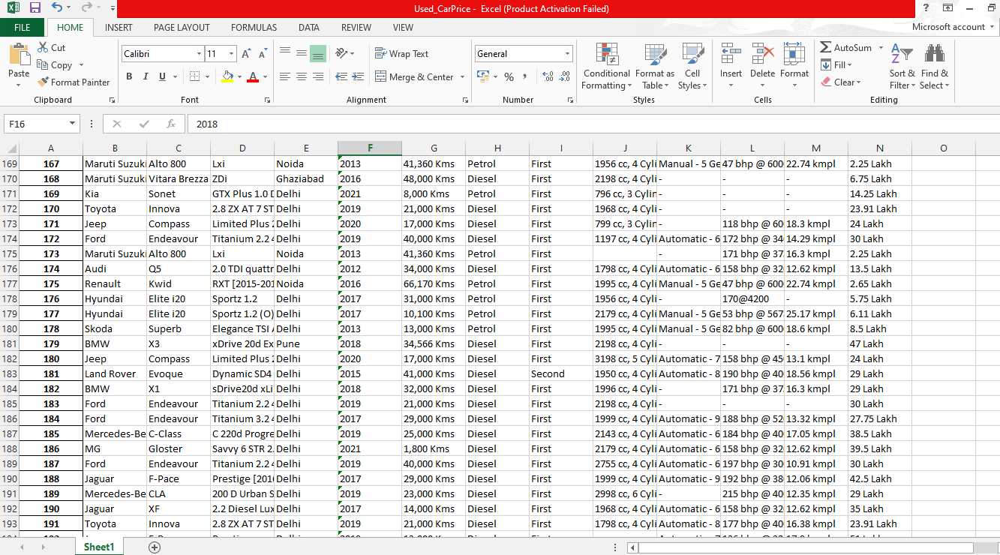 Used_CarPrice - Excel (Product Activation Failed)
FILE HOME INSERT PAGE LAYOUT FORMULAS DATA REVIEW VIEW Microsoft account
Paste Cut Copy Format Painter Clipboard
Calibri 11 B I U A Font
Wrap Text Merge & Center Alignment
General % , Number
Conditional Formatting Format as Table Cell Styles Styles
Insert Delete Format Cells
AutoSum Fill Clear Sort & Filter Find & Select Editing
F16 fx 2018
A B C D E F G H I J K L M N O
169 167 Maruti Suzuki Alto 800 Lxi Noida 2013 41,360 Kms Petrol First 1956 cc, 4 Cyli Manual - 5 Ge 47 bhp @ 600 22.74 kmpl 2.25 Lakh
170 168 Maruti Suzuki Vitara Brezza ZDi Ghaziabad 2016 48,000 Kms Diesel First 2198 cc, 4 Cyli - - - 6.75 Lakh
171 169 Kia Sonet GTX Plus 1.0 D Delhi 2021 8,000 Kms Petrol First 796 cc, 3 Cylin - - - 14.25 Lakh
172 170 Toyota Innova 2.8 ZX AT 7 ST Delhi 2019 21,000 Kms Diesel First 1968 cc, 4 Cyli - - - 23.91 Lakh
173 171 Jeep Compass Limited Plus 2 Delhi 2020 17,000 Kms Diesel First 799 cc, 3 Cylin - 118 bhp @ 60 18.3 kmpl 24 Lakh
174 172 Ford Endeavour Titanium 2.2 4 Delhi 2019 40,000 Kms Diesel First 1197 cc, 4 Cyli Automatic - 6 172 bhp @ 34 14.29 kmpl 30 Lakh
175 173 Maruti Suzuki Alto 800 Lxi Noida 2013 41,360 Kms Petrol First - 171 bhp @ 37 16.3 kmpl 2.25 Lakh
176 174 Audi Q5 2.0 TDI quattr Delhi 2012 34,000 Kms Diesel First 1798 cc, 4 Cyli Automatic - 6 158 bhp @ 32 12.62 kmpl 13.5 Lakh
177 175 Renault Kwid RXT [2015-201 Noida 2016 66,170 Kms Petrol First 1995 cc, 4 Cyli Manual - 5 Ge 47 bhp @ 600 22.74 kmpl 2.65 Lakh
178 176 Hyundai Elite i20 Sportz 1.2 Delhi 2017 31,000 Kms Petrol First 1956 cc, 4 Cyli - 170@4200 - 5.75 Lakh
179 177 Hyundai Elite i20 Sportz 1.2 (O) Delhi 2017 10,100 Kms Petrol First 2179 cc, 4 Cyli Manual - 5 Ge 53 bhp @ 567 25.17 kmpl 6.11 Lakh
180 178 Skoda Superb Elegance TSI A Delhi 2013 13,000 Kms Petrol First 1995 cc, 4 Cyli Manual - 5 Ge 82 bhp @ 600 18.6 kmpl 8.5 Lakh
181 179 BMW X3 xDrive 20d Ex Pune 2018 34,566 Kms Diesel First 2198 cc, 4 Cyli - - - 47 Lakh
182 180 Jeep Compass Limited Plus 2 Delhi 2020 17,000 Kms Diesel First 3198 cc, 5 Cyli Automatic - 7 158 bhp @ 45 13.1 kmpl 24 Lakh
183 181 Land Rover Evoque Dynamic SD4 Delhi 2015 41,000 Kms Diesel Second 1950 cc, 4 Cyli Automatic - 8 190 bhp @ 40 18.56 kmpl 29 Lakh
184 182 BMW X1 sDrive20d xLi Delhi 2018 32,000 Kms Diesel First 1996 cc, 4 Cyli - 171 bhp @ 37 16.3 kmpl 29 Lakh
185 183 Ford Endeavour Titanium 2.2 4 Delhi 2019 21,000 Kms Diesel First 2198 cc, 4 Cyli - - - 30 Lakh
186 184 Ford Endeavour Titanium 3.2 4 Delhi 2017 29,000 Kms Diesel First 1999 cc, 4 Cyli Automatic - 9 188 bhp @ 52 13.32 kmpl 27.75 Lakh
187 185 Mercedes-Be C-Class C 220d Progre Delhi 2019 25,000 Kms Diesel First 2143 cc, 4 Cyli Automatic - 6 184 bhp @ 40 17.05 kmpl 38.5 Lakh
188 186 MG Gloster Savvy 6 STR 2. Delhi 2021 1,800 Kms Diesel First 2179 cc, 4 Cyli Automatic - 6 158 bhp @ 32 12.62 kmpl 39.5 Lakh
189 187 Ford Endeavour Titanium 2.2 4 Delhi 2019 40,000 Kms Diesel First 2755 cc, 4 Cyli Automatic - 6 197 bhp @ 30 10.91 kmpl 30 Lakh
190 188 Jaguar F-Pace Prestige [2016 Delhi 2017 29,000 Kms Diesel First 1999 cc, 4 Cyli Automatic - 9 192 bhp @ 38 12.06 kmpl 42.5 Lakh
191 189 Mercedes-Be CLA 200 D Urban S Delhi 2019 23,000 Kms Diesel First 2998 cc, 6 Cyli - 215 bhp @ 40 12.35 kmpl 29 Lakh
192 190 Jaguar XF 2.2 Diesel Lux Delhi 2017 14,000 Kms Diesel First 1968 cc, 4 Cyli Automatic - 6 158 bhp @ 32 12.62 kmpl 35 Lakh
193 191 Toyota Innova 2.8 ZX AT 7 ST Delhi 2019 21,000 Kms Diesel First 1798 cc, 4 Cyli Automatic - 8 177 bhp @ 40 16.38 kmpl 23.91 Lakh
Sheet1